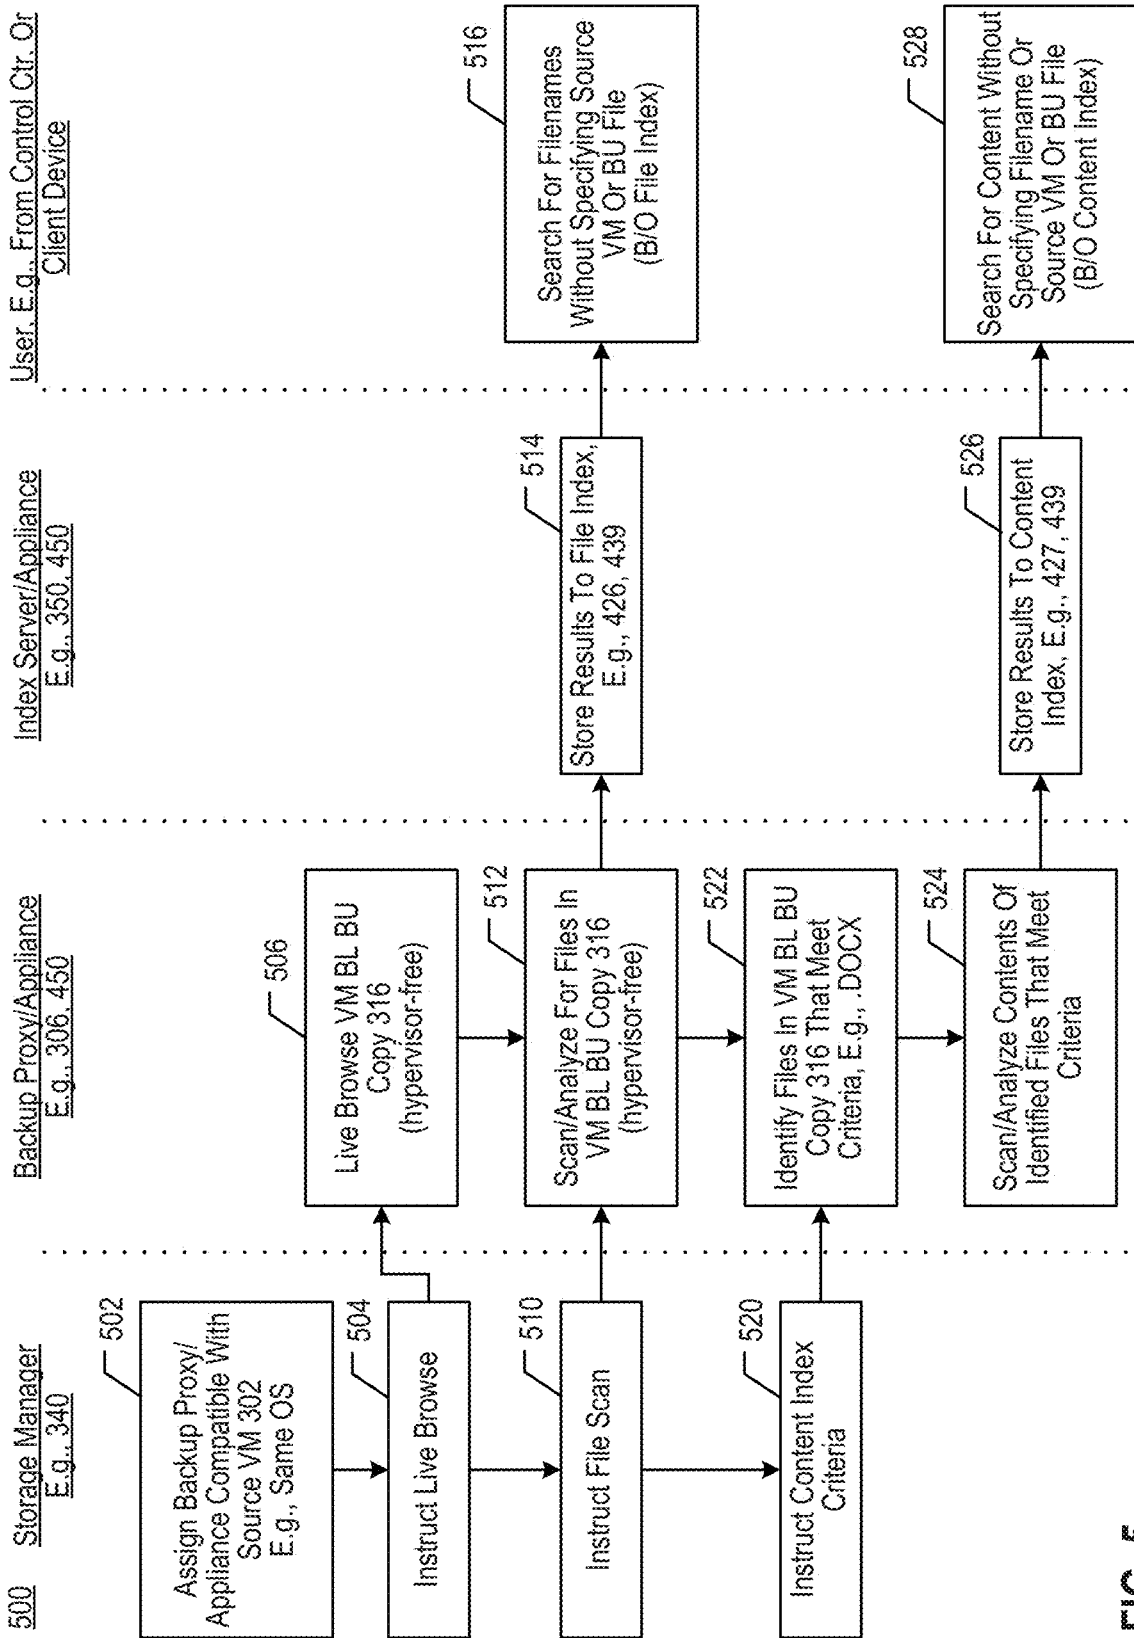 500
Storage Manager
E.g., 340
Backup Proxy/Appliance
E.g., 306, 450
Index Server/Appliance
E.g., 350, 450
User, E.g., From Control Ctr. Or
Client Device
502
Assign Backup Proxy/
Appliance Compatible With
Source VM 302
E.g., Same OS
504
Instruct Live Browse
506
Live Browse VM BL BU
Copy 316
(hypervisor-free)
510
Instruct File Scan
512
Scan/Analyze For Files In
VM BL BU Copy 316
(hypervisor-free)
514
Store Results To File Index,
E.g., 426, 439
516
Search For Filenames
Without Specifying Source
VM Or BU File
(B/O File Index)
520
Instruct Content Index
Criteria
522
Identify Files In VM BL BU
Copy 316 That Meet
Criteria, E.g., .DOCX
524
Scan/Analyze Contents Of
Identified Files That Meet
Criteria
526
Store Results To Content
Index, E.g., 427, 439
528
Search For Content Without
Specifying Filename Or
Source VM Or BU File
(B/O Content Index)
FIG. 5